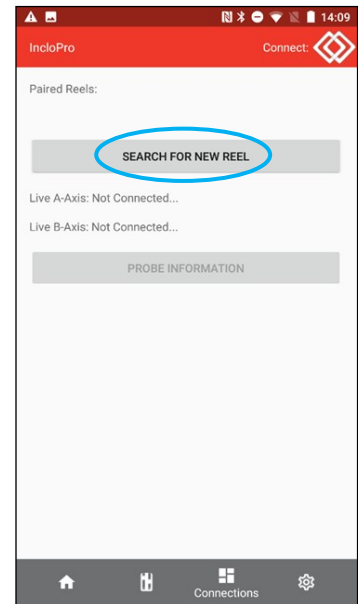 14:09
IncloPro
Connect:
Paired Reels:
SEARCH FOR NEW REEL
Live A-Axis: Not Connected...
Live B-Axis: Not Connected...
PROBE INFORMATION
Connections